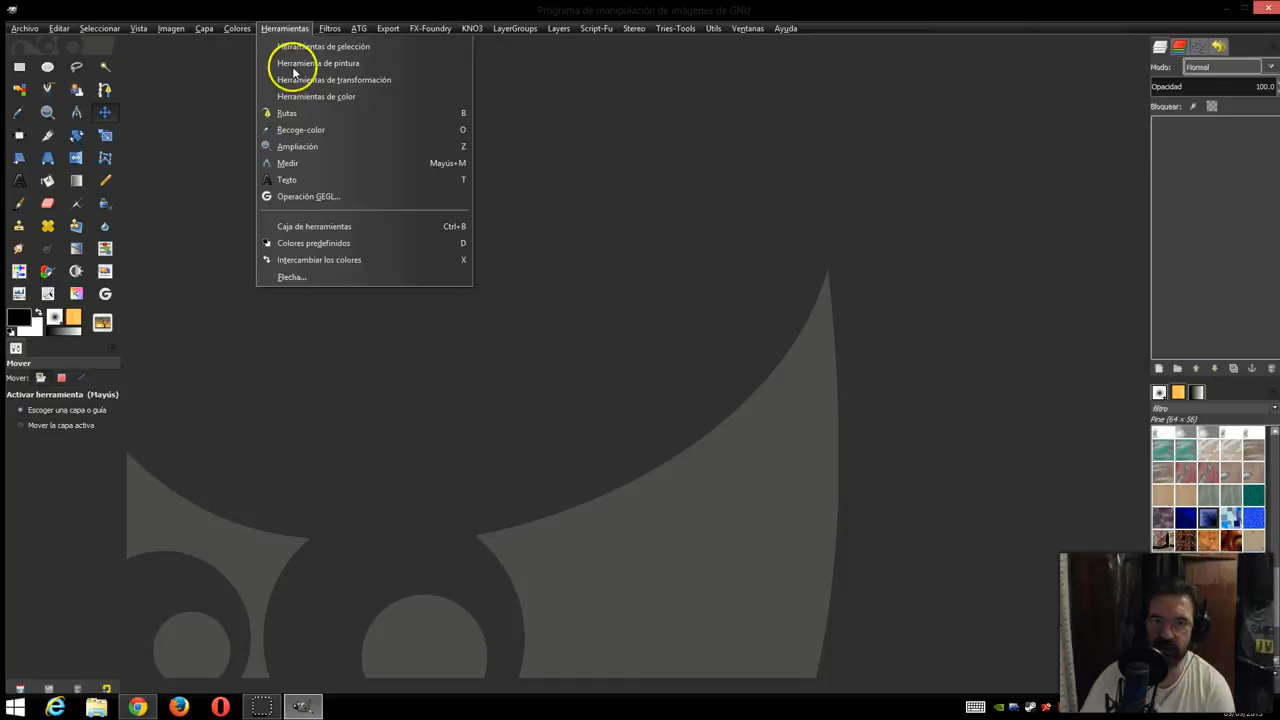 Programa de manipulación de imágenes de GNU
Archivo Editar Seleccionar Vista Imagen Capa Colores Herramientas Filtros ATG Export FX-Foundry KNO3 LayerGroups Layers Script-Fu Stereo Tries-Tools Utils Ventanas Ayuda
Herramientas de selección
Herramienta de pintura
Herramientas de transformación
Herramientas de color
Rutas B
Recoge-color O
Ampliación Z
Medir Mayús+M
Texto T
Operación GEGL...
Caja de herramientas Ctrl+B
Colores predefinidos D
Intercambiar los colores X
Flecha...
Mover
Mover:
Activar herramienta (Mayús)
Escoger una capa o guía
Mover la capa activa
Modo: Normal
Opacidad 100.0
Bloquear:
filtro
Pine (64 × 56)